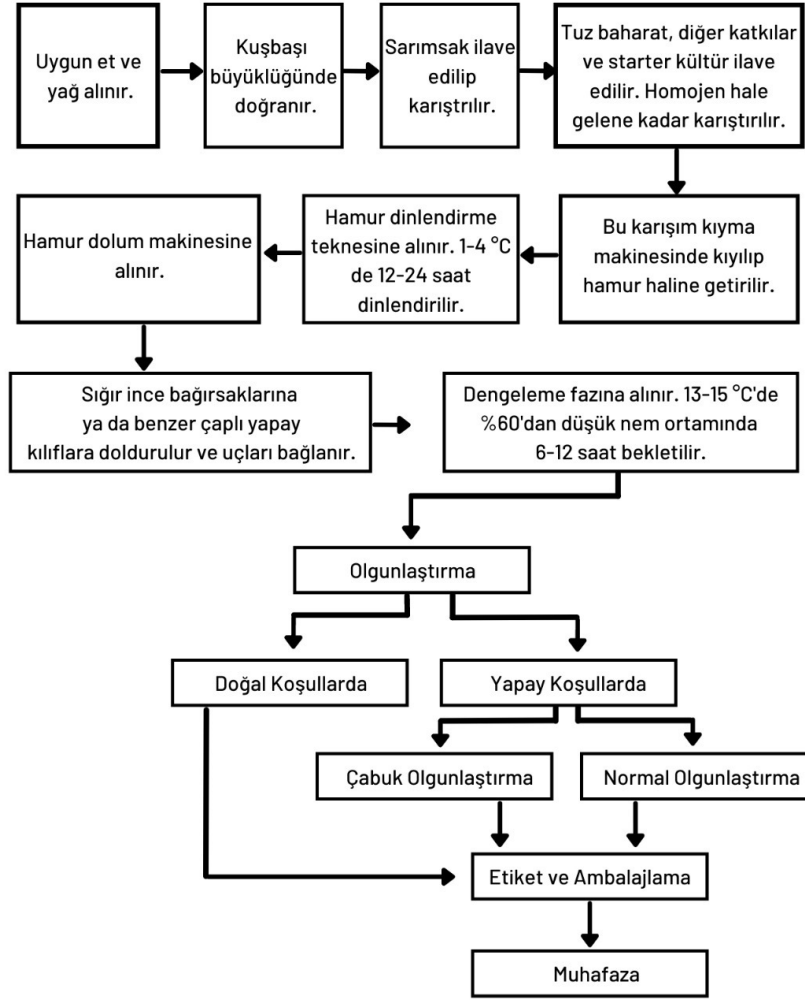 Uygun et ve
yağ alınır.
Kuşbaşı
büyüklüğünde
doğranır.
Sarımsak ilave
edilip
karıştrılır.
Tuz baharat, diğer katkılar
ve starter kültür ilave
edilir. Homojen hale
gelene kadar karıştırılır.
Bu karışım kıyma
makinesinde kıyılıp
hamur haline getirilir.
Hamur dinlendirme
teknesine alınır. 1-4 °C
de 12-24 saat
dinlendirilir.
Hamur dolum makinesine
alınır.
Sığır ince bağırsaklarına
ya da benzer çaplı yapay
kılıflara doldurulur ve uçları bağlanır.
Dengeleme fazına alınır. 13-15 °C'de
%60'dan düşük nem ortamında
6-12 saat bekletilir.
Olgunlaştırma
Doğal Koşullarda
Yapay Koşullarda
Çabuk Olgunlaştırma
Normal Olgunlaştırma
Etiket ve Ambalajlama
Muhafaza